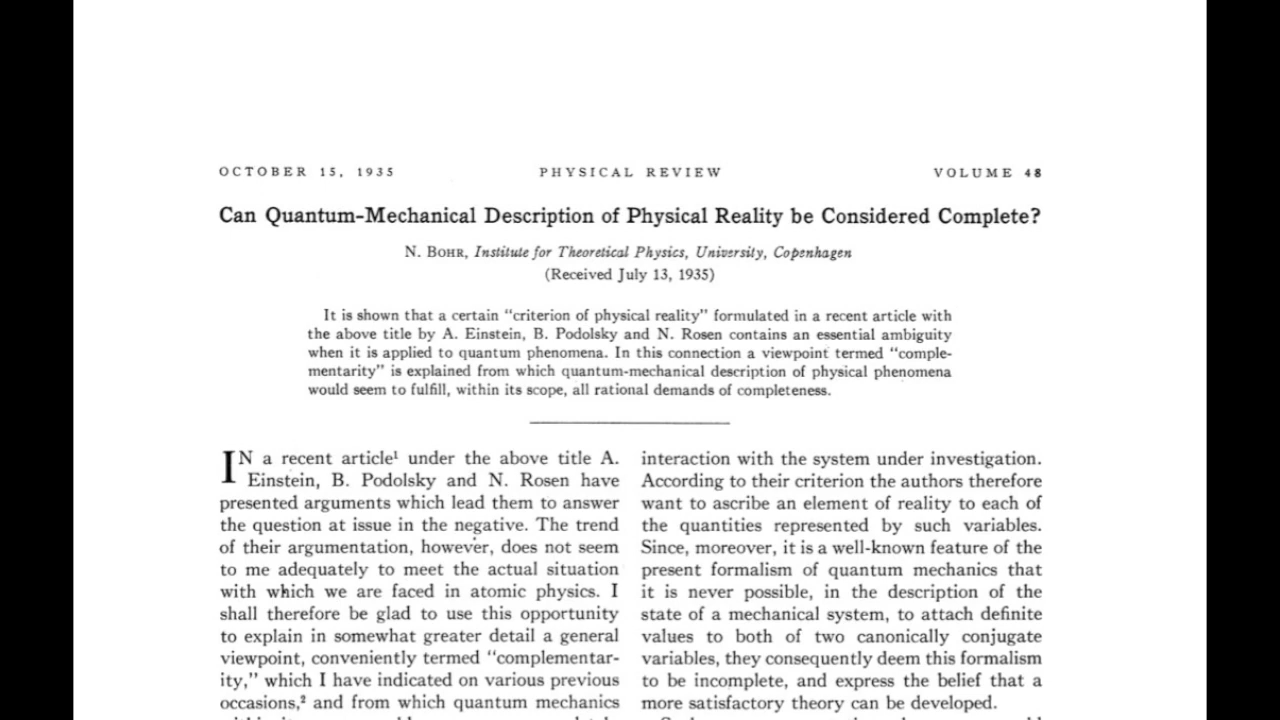 OCTOBER 15, 1935 PHYSICAL REVIEW VOLUME 48
Can Quantum-Mechanical Description of Physical Reality be Considered Complete?
N. BOHR, Institute for Theoretical Physics, University, Copenhagen
(Received July 13, 1935)
It is shown that a certain “criterion of physical reality” formulated in a recent article with
the above title by A. Einstein, B. Podolsky and N. Rosen contains an essential ambiguity
when it is applied to quantum phenomena. In this connection a viewpoint termed “comple-
mentarity” is explained from which quantum-mechanical description of physical phenomena
would seem to fulfill, within its scope, all rational demands of completeness.
IN a recent article¹ under the above title A.
Einstein, B. Podolsky and N. Rosen have
presented arguments which lead them to answer
the question at issue in the negative. The trend
of their argumentation, however, does not seem
to me adequately to meet the actual situation
with which we are faced in atomic physics. I
shall therefore be glad to use this opportunity
to explain in somewhat greater detail a general
viewpoint, conveniently termed “complementar-
ity,” which I have indicated on various previous
occasions,² and from which quantum mechanics
interaction with the system under investigation.
According to their criterion the authors therefore
want to ascribe an element of reality to each of
the quantities represented by such variables.
Since, moreover, it is a well-known feature of the
present formalism of quantum mechanics that
it is never possible, in the description of the
state of a mechanical system, to attach definite
values to both of two canonically conjugate
variables, they consequently deem this formalism
to be incomplete, and express the belief that a
more satisfactory theory can be developed.